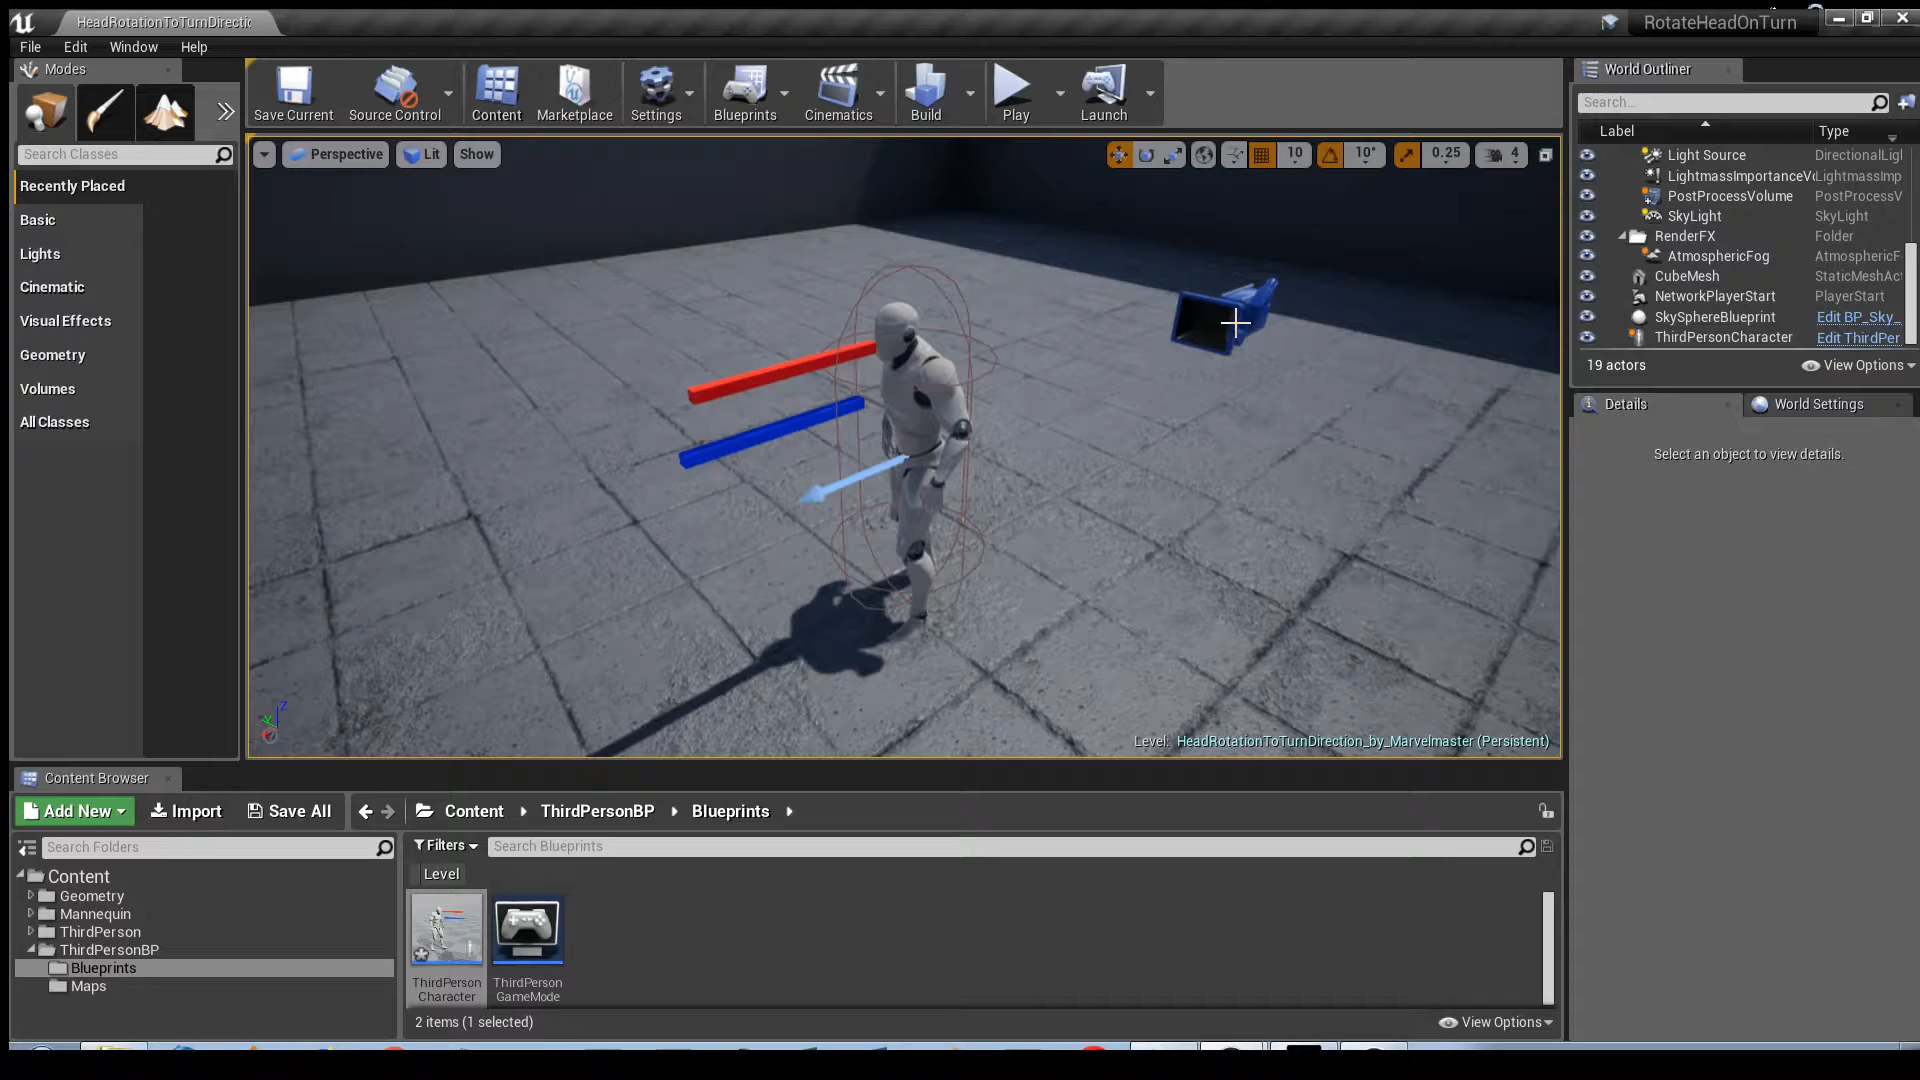 HeadRotationToTurnDirectic
RotateHeadOnTurn
File Edit Window Help
Modes
Search Classes
Recently Placed
Basic
Lights
Cinematic
Visual Effects
Geometry
Volumes
All Classes
Save Current
Source Control
Content
Marketplace
Settings
Blueprints
Cinematics
Build
Play
Launch
Perspective
Lit
Show
10
10°
0.25
4
Level: HeadRotationToTurnDirection_by_Marvelmaster (Persistent)
World Outliner
Search...
Label Type
Light Source DirectionalLigl
LightmassImportanceVo LightmassImp
PostProcessVolume PostProcessV
SkyLight SkyLight
RenderFX Folder
AtmosphericFog AtmosphericF
CubeMesh StaticMeshAc
NetworkPlayerStart PlayerStart
SkySphereBlueprint Edit BP_Sky_
ThirdPersonCharacter Edit ThirdPer
19 actors
View Options
Details
World Settings
Select an object to view details.
Content Browser
Add New
Import
Save All
Content
ThirdPersonBP
Blueprints
Search Folders
Content
Geometry
Mannequin
ThirdPerson
ThirdPersonBP
Blueprints
Maps
Filters
Search Blueprints
Level
ThirdPerson
Character
ThirdPerson
GameMode
2 items (1 selected)
View Options